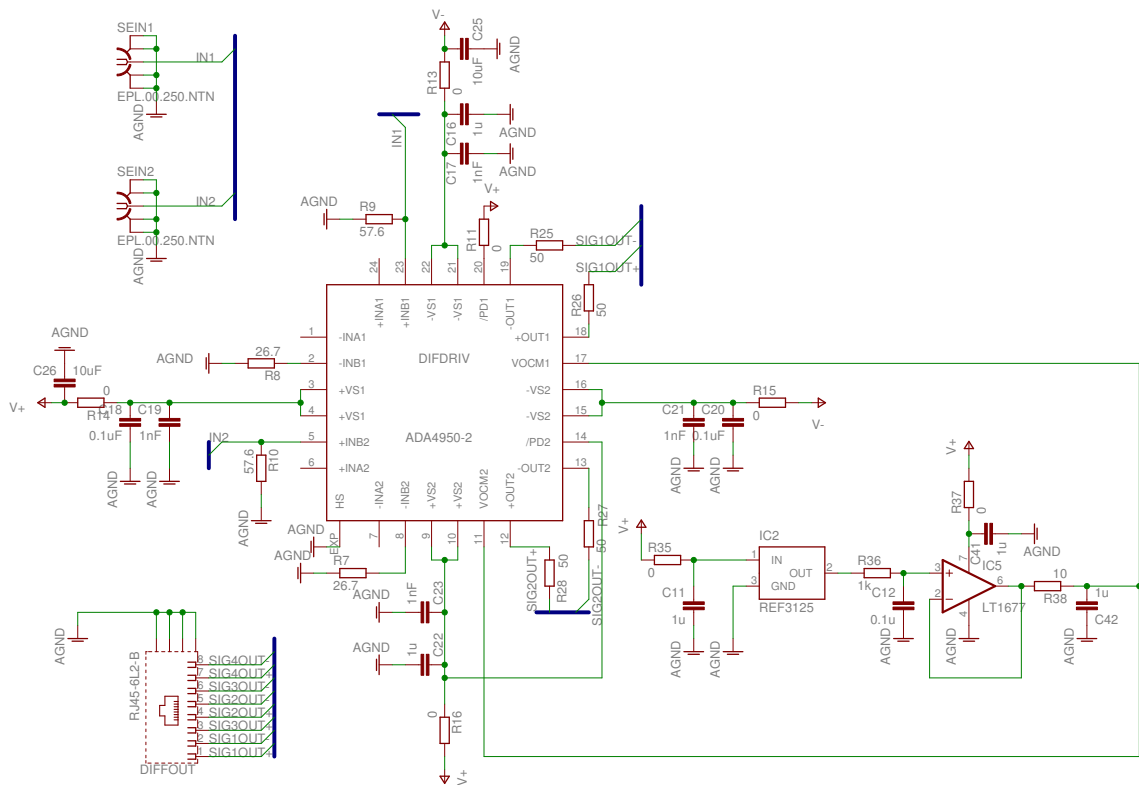 SEIN1
IN1
EPL.00.250.NTN
AGND
SEIN2
IN2
EPL.00.250.NTN
AGND
V-
C25
10uF
AGND
R13
0
C16
1u
AGND
C17
1nF
AGND
IN1
V+
R11
0
AGND
R9
57.6
R25
50
SIG1OUT-
SIG1OUT+
R26
50
24
23
22
21
20
19
+INA1
+INB1
-VS1
-VS1
/PD1
-OUT1
DIFDRIV
ADA4950-2
1
-INA1
2
-INB1
3
+VS1
4
+VS1
5
+INB2
6
+INA2
18
+OUT1
17
VOCM1
16
-VS2
15
-VS2
14
/PD2
13
-OUT2
HS
-INA2
-INB2
+VS2
+VS2
VOCM2
+OUT2
EXP
7
8
9
10
11
12
AGND
26.7
R8
AGND
C26
10uF
V+
0
R14
C18
0.1uF
C19
1nF
AGND
AGND
IN2
57.6
R10
AGND
AGND
AGND
R7
26.7
C21
1nF
C20
0.1uF
R15
0
V-
AGND
AGND
R27
50
SIG2OUT-
50
R28
SIG2OUT+
AGND
1nF
C23
AGND
1u
C22
0
R16
V+
V+
R35
0
C11
1u
AGND
IC2
1
IN
OUT
2
3
GND
REF3125
AGND
R36
1k
C12
0.1u
AGND
V+
R37
0
C41
1u
AGND
IC5
LT1677
3
2
7
6
4
+
-
AGND
10
R38
1u
C42
AGND
AGND
RJ45-6L2-B
DIFFOUT
8 SIG4OUT-
7 SIG4OUT+
6 SIG3OUT-
5 SIG2OUT-
4 SIG2OUT+
3 SIG3OUT+
2 SIG1OUT-
1 SIG1OUT+